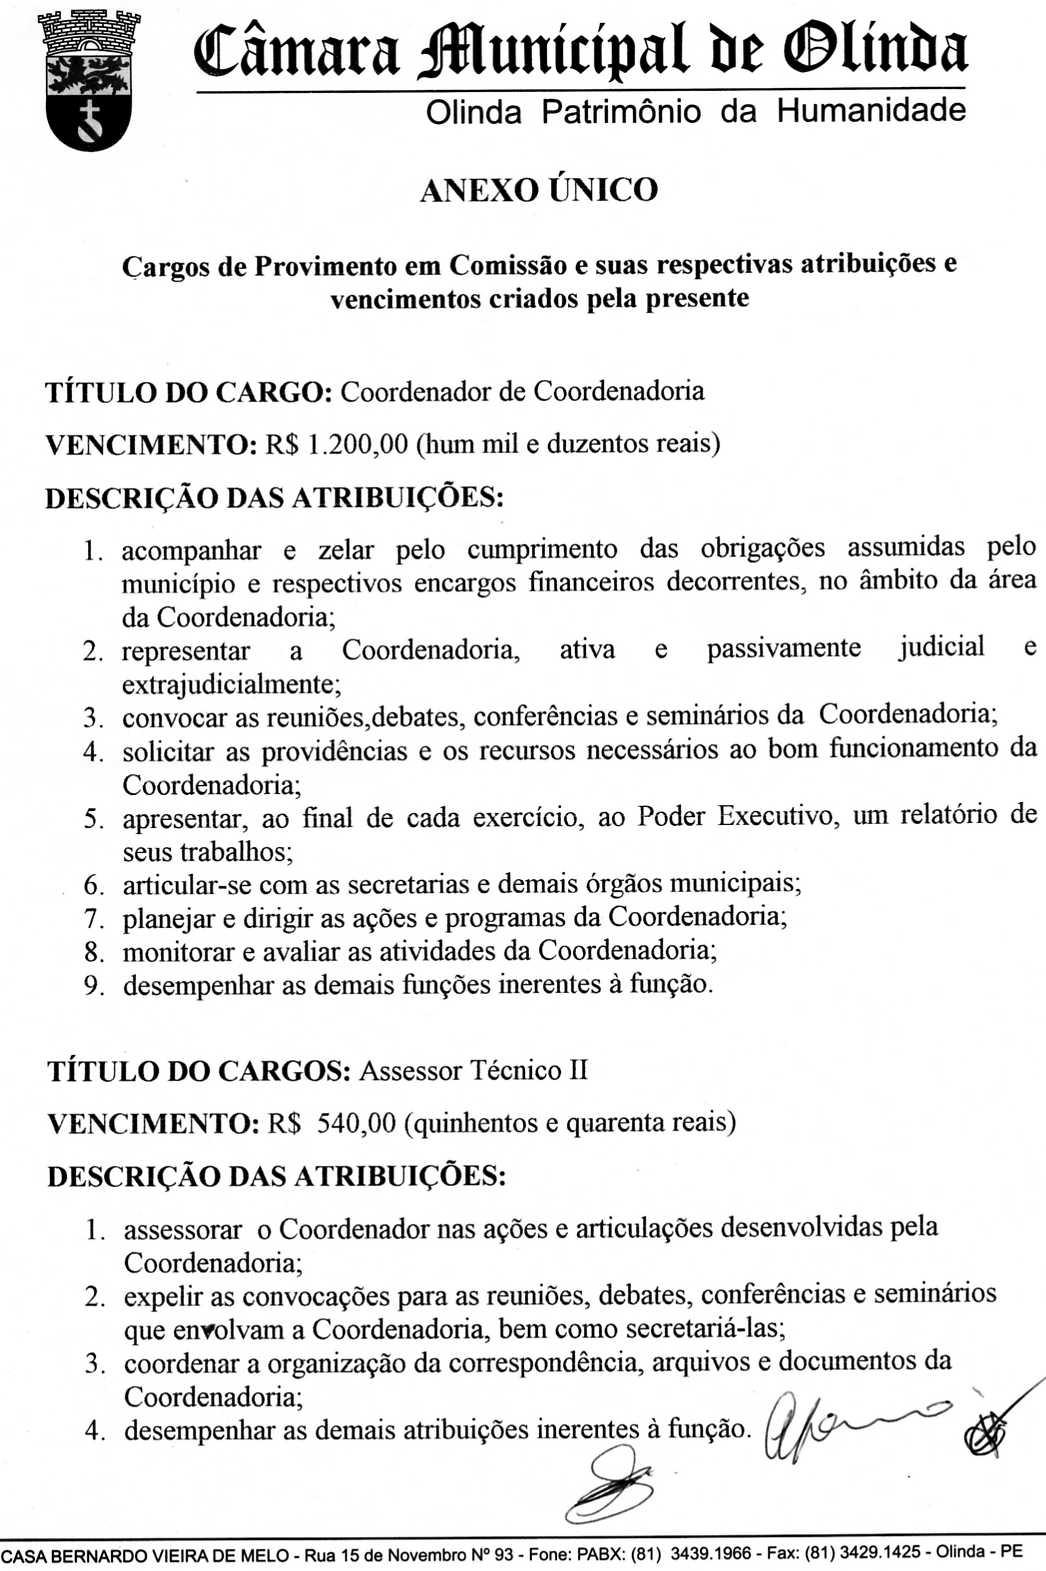 Câmara Municipal de Olinda
Olinda Patrimônio da Humanidade
ANEXO ÚNICO
Cargos de Provimento em Comissão e suas respectivas atribuições e
vencimentos criados pela presente
TÍTULO DO CARGO: Coordenador de Coordenadoria
VENCIMENTO: R$ 1.200,00 (hum mil e duzentos reais)
DESCRIÇÃO DAS ATRIBUIÇÕES:
1. acompanhar e zelar pelo cumprimento das obrigações assumidas pelo
município e respectivos encargos financeiros decorrentes, no âmbito da área
da Coordenadoria;
2. representar a Coordenadoria, ativa e passivamente judicial e
extrajudicialmente;
3. convocar as reuniões,debates, conferências e seminários da Coordenadoria;
4. solicitar as providências e os recursos necessários ao bom funcionamento da
Coordenadoria;
5. apresentar, ao final de cada exercício, ao Poder Executivo, um relatório de
seus trabalhos;
6. articular-se com as secretarias e demais órgãos municipais;
7. planejar e dirigir as ações e programas da Coordenadoria;
8. monitorar e avaliar as atividades da Coordenadoria;
9. desempenhar as demais funções inerentes à função.
TÍTULO DO CARGOS: Assessor Técnico II
VENCIMENTO: R$ 540,00 (quinhentos e quarenta reais)
DESCRIÇÃO DAS ATRIBUIÇÕES:
1. assessorar o Coordenador nas ações e articulações desenvolvidas pela
Coordenadoria;
2. expelir as convocações para as reuniões, debates, conferências e seminários
que envolvam a Coordenadoria, bem como secretariá-las;
3. coordenar a organização da correspondência, arquivos e documentos da
Coordenadoria;
4. desempenhar as demais atribuições inerentes à função.
CASA BERNARDO VIEIRA DE MELO - Rua 15 de Novembro Nº 93 - Fone: PABX: (81) 3439.1966 - Fax: (81) 3429.1425 - Olinda - PE